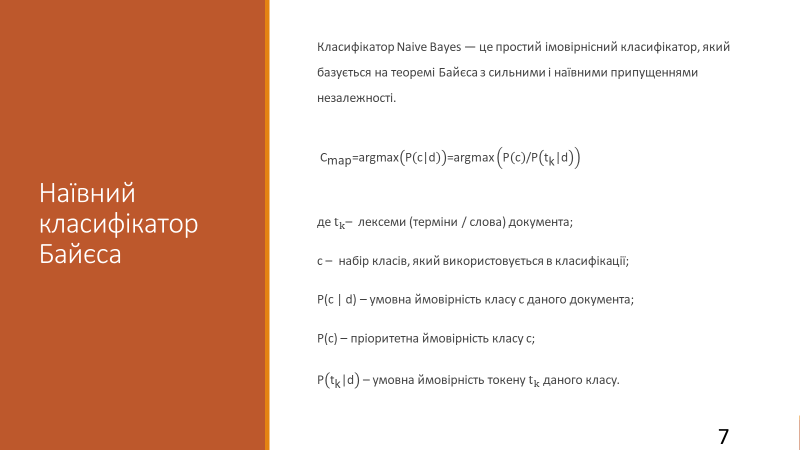 Наївний
класифікатор
Байєса
Класифікатор Naive Bayes — це простий імовірнісний класифікатор, який
базується на теоремі Байєса з сильними і наївними припущеннями
незалежності.
Cmap=argmax(P(c|d))=argmax(P(c)/P(tk|d))
де tk– лексеми (терміни / слова) документа;
c – набір класів, який використовується в класифікації;
P(c | d) – умовна ймовірність класу c даного документа;
P(c) – пріоритетна ймовірність класу c;
P(tk|d) – умовна ймовірність токену tk даного класу.
7